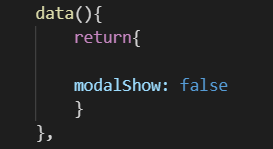 data(){
return{
modalShow: false
}
},